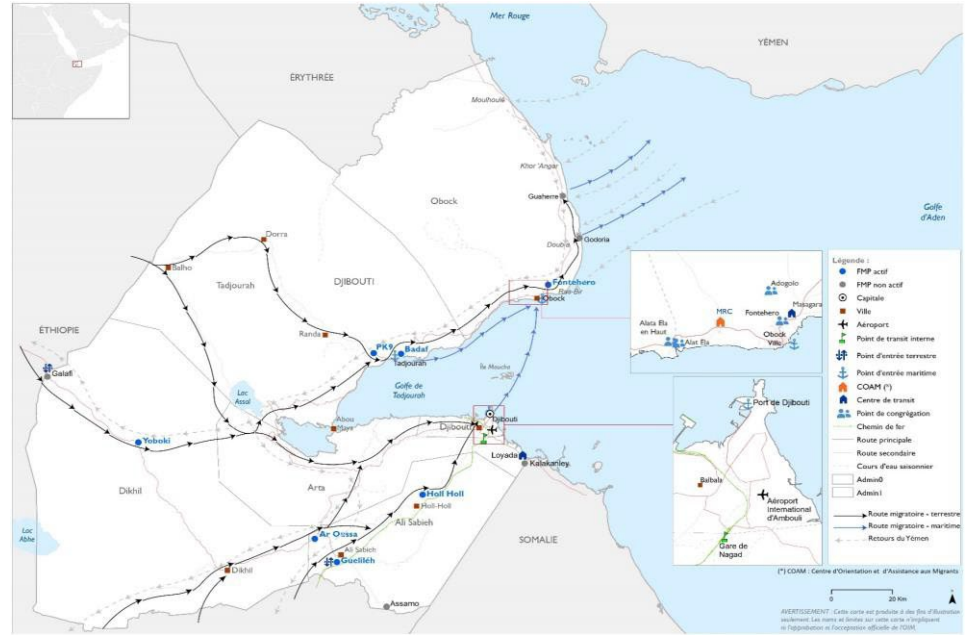 Mer Rouge
YÉMEN
ÉRYTHRÉE
Moulhoulé
Khor 'Angar
Obock
Guaherre
Golfe
d'Aden
Godoria
Dorra
Balho
Tadjourah
DJIBOUTI
Fontehero
Obock
ÉTHIOPIE
Randa
PK9
Badaf
Tadjourah
Galafi
Lac
Assal
Golfe de
Tadjourah
Île Moucha
Djibouti
Djibouti
Yoboki
Loyada
Kalakanley
Dikhil
Arta
Holl Holl
Holl-Holl
Ali Sabieh
Lac
Abhe
Ar Oussa
Ali Sabieh
Guelilèh
SOMALIE
Dikhil
Assamo
Adogolo
Masagara
Fontehero
MRC
Alata Ela
en Haut
Alat Ela
Obock
Ville
Port de Djibouti
Balbala
Aéroport
International
d'Ambouli
Gare de
Nagad
Légende :
FMP actif
FMP non actif
Capitale
Ville
Aéroport
Point de transit interne
Point d'entrée terrestre
Point d'entrée maritime
COAM (*)
Centre de transit
Point de congrégation
Chemin de fer
Route principale
Route secondaire
Cours d'eau saisonnier
Admin0
Admin1
Route migratoire - terrestre
Route migratoire - maritime
Retours du Yémen
(*) COAM : Centre d'Orientation et d'Assistance aux Migrants
0 20 Km
AVERTISSEMENT : Cette carte est produite à des fins d'illustration
seulement. Les noms et limites sur cette carte n'impliquent
ni l'approbation ni l'acceptation officielle de l'OIM.